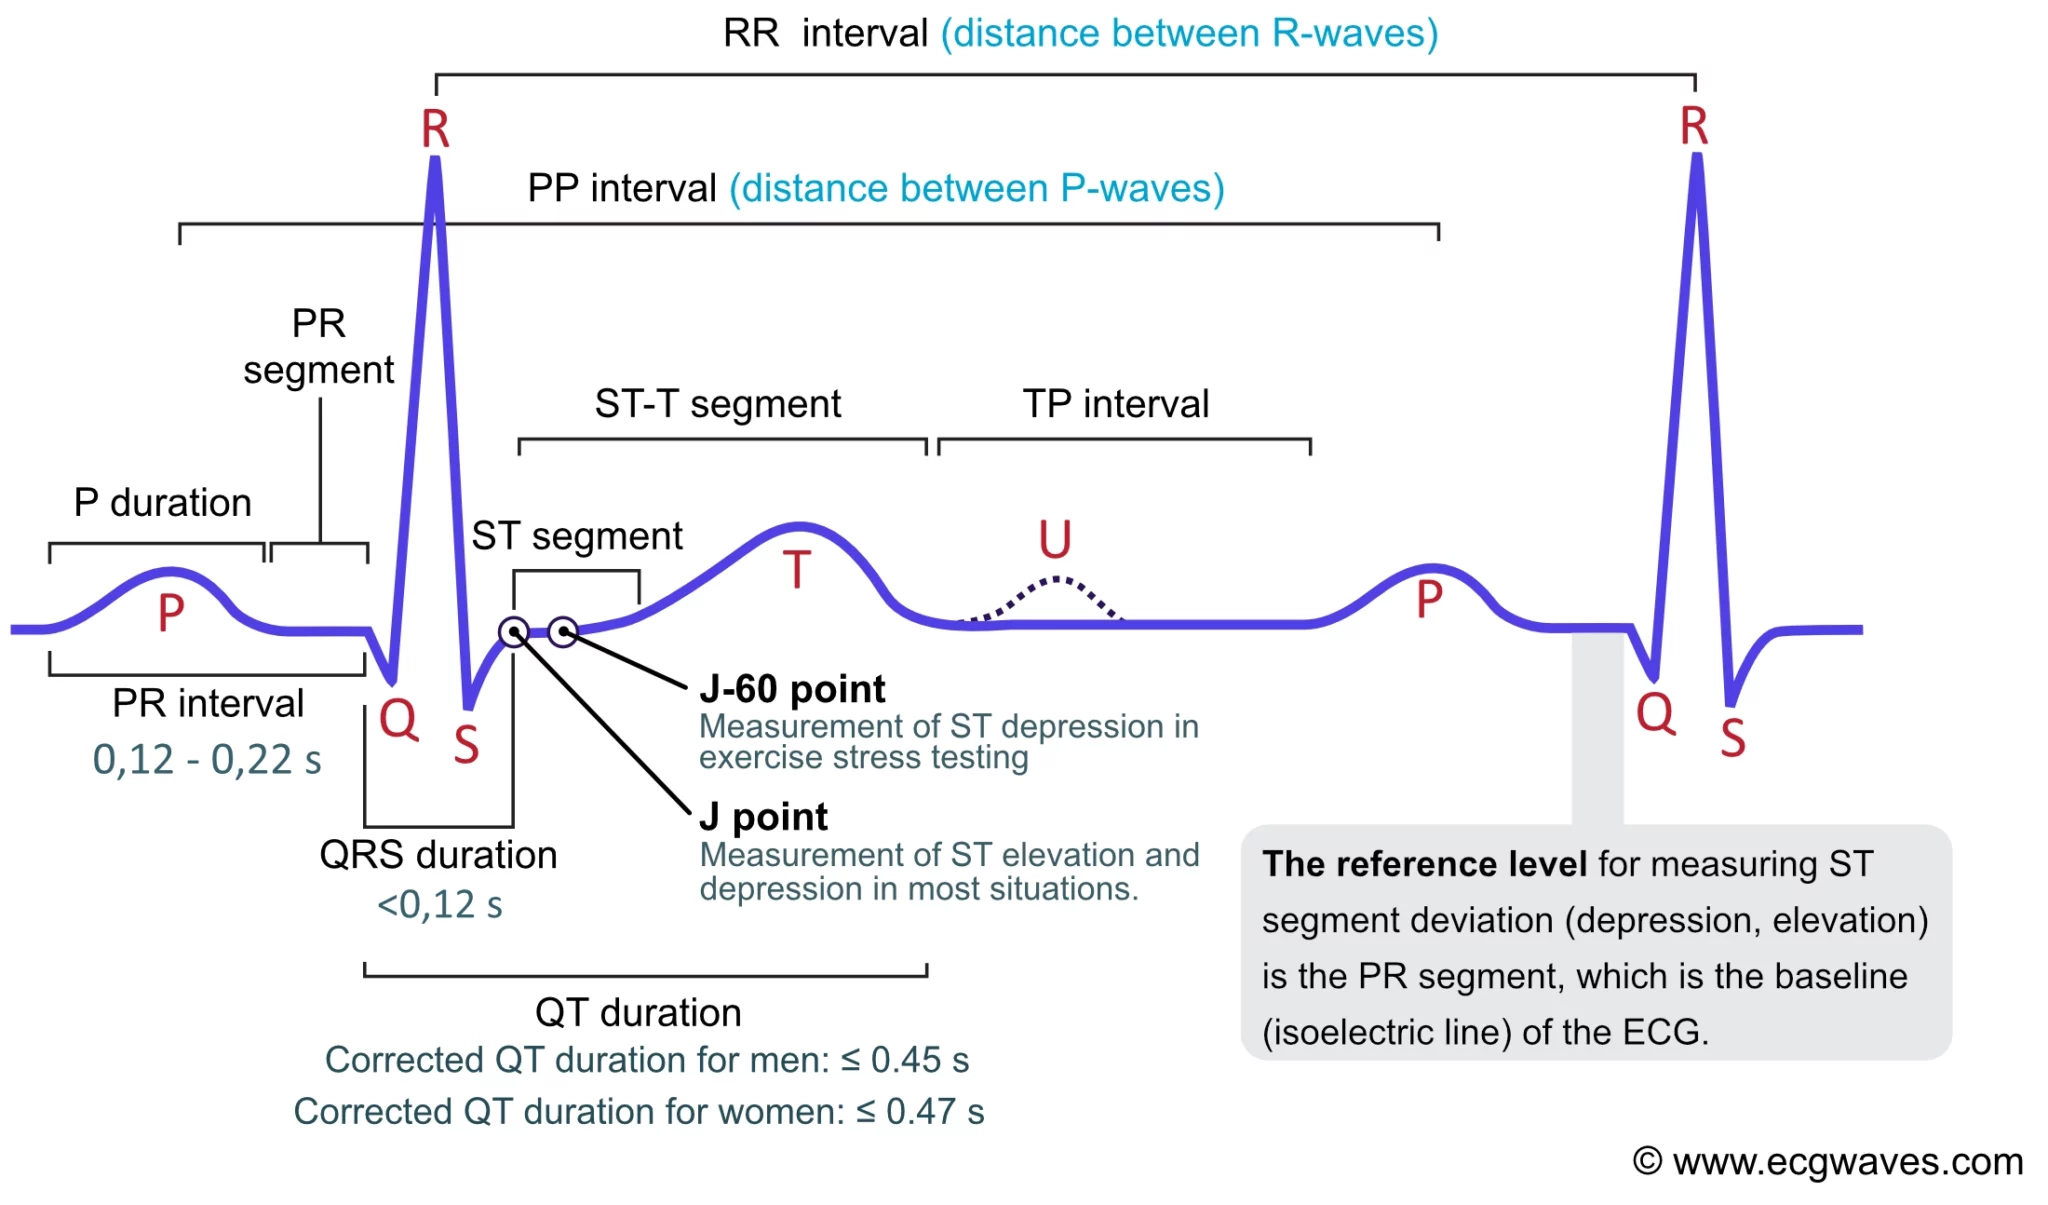 RR interval (distance between R-waves)
R
R
PP interval (distance between P-waves)
PR
segment
ST-T segment
TP interval
P duration
ST segment
U
T
P
P
PR interval
0,12 - 0,22 s
Q
S
Q
S
J-60 point
Measurement of ST depression in
exercise stress testing
J point
Measurement of ST elevation and
depression in most situations.
QRS duration
<0,12 s
The reference level for measuring ST
segment deviation (depression, elevation)
is the PR segment, which is the baseline
(isoelectric line) of the ECG.
QT duration
Corrected QT duration for men: ≤ 0.45 s
Corrected QT duration for women: ≤ 0.47 s
© www.ecgwaves.com